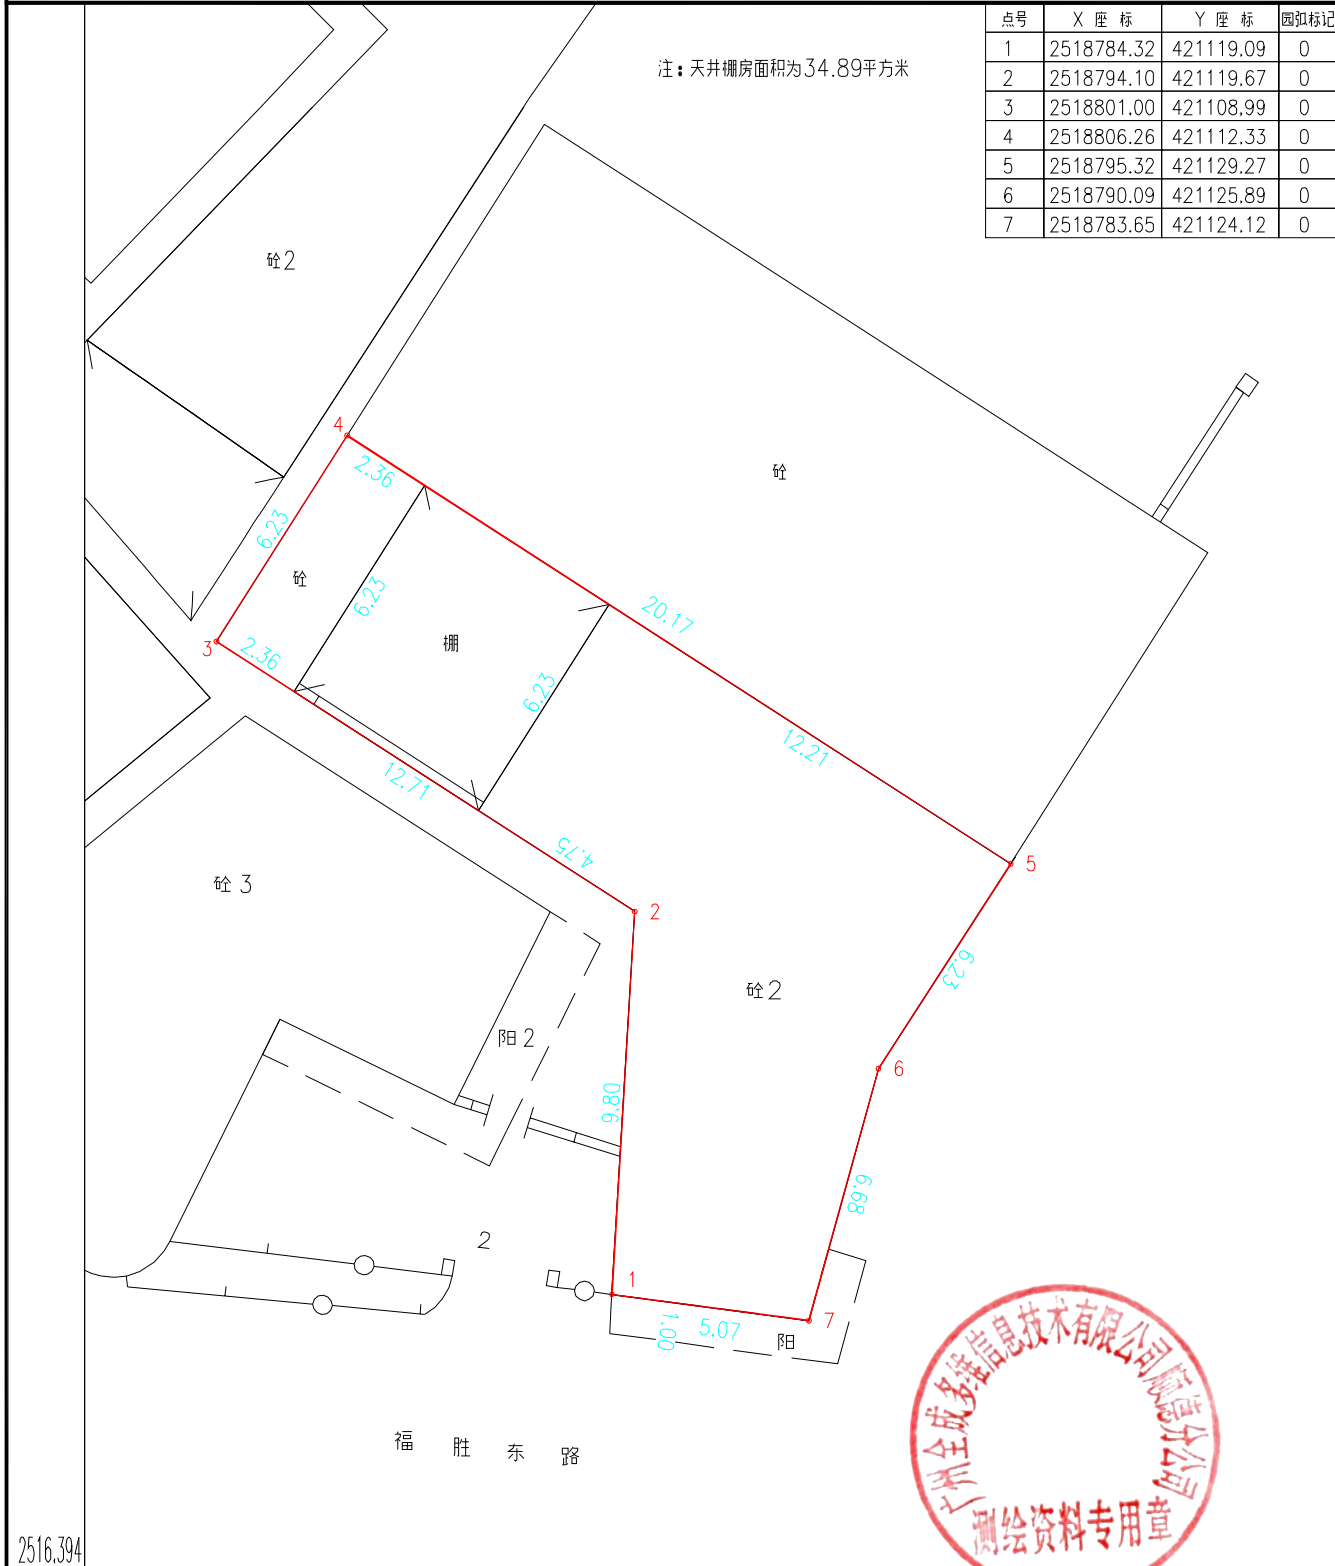 点号 X 座 标 Y 座 标 园弧标记
1 2518784.32 421119.09 0
2 2518794.10 421119.67 0
3 2518801.00 421108.99 0
4 2518806.26 421112.33 0
5 2518795.32 421129.27 0
6 2518790.09 421125.89 0
7 2518783.65 421124.12 0
注:天井棚房面积为34.89平方米
砼2
4
2.36
砼
6.23
砼
6.23
20.17
棚
3
2.36
6.23
12.21
12.71
4.75
5
砼3
2
6.23
砼2
阳2
6
9.80
6.68
2
1
7
1.00
5.07
阳
福 胜 东 路
广州全成多维信息技术有限公司顺德分公司
测绘资料专用章
2516.394